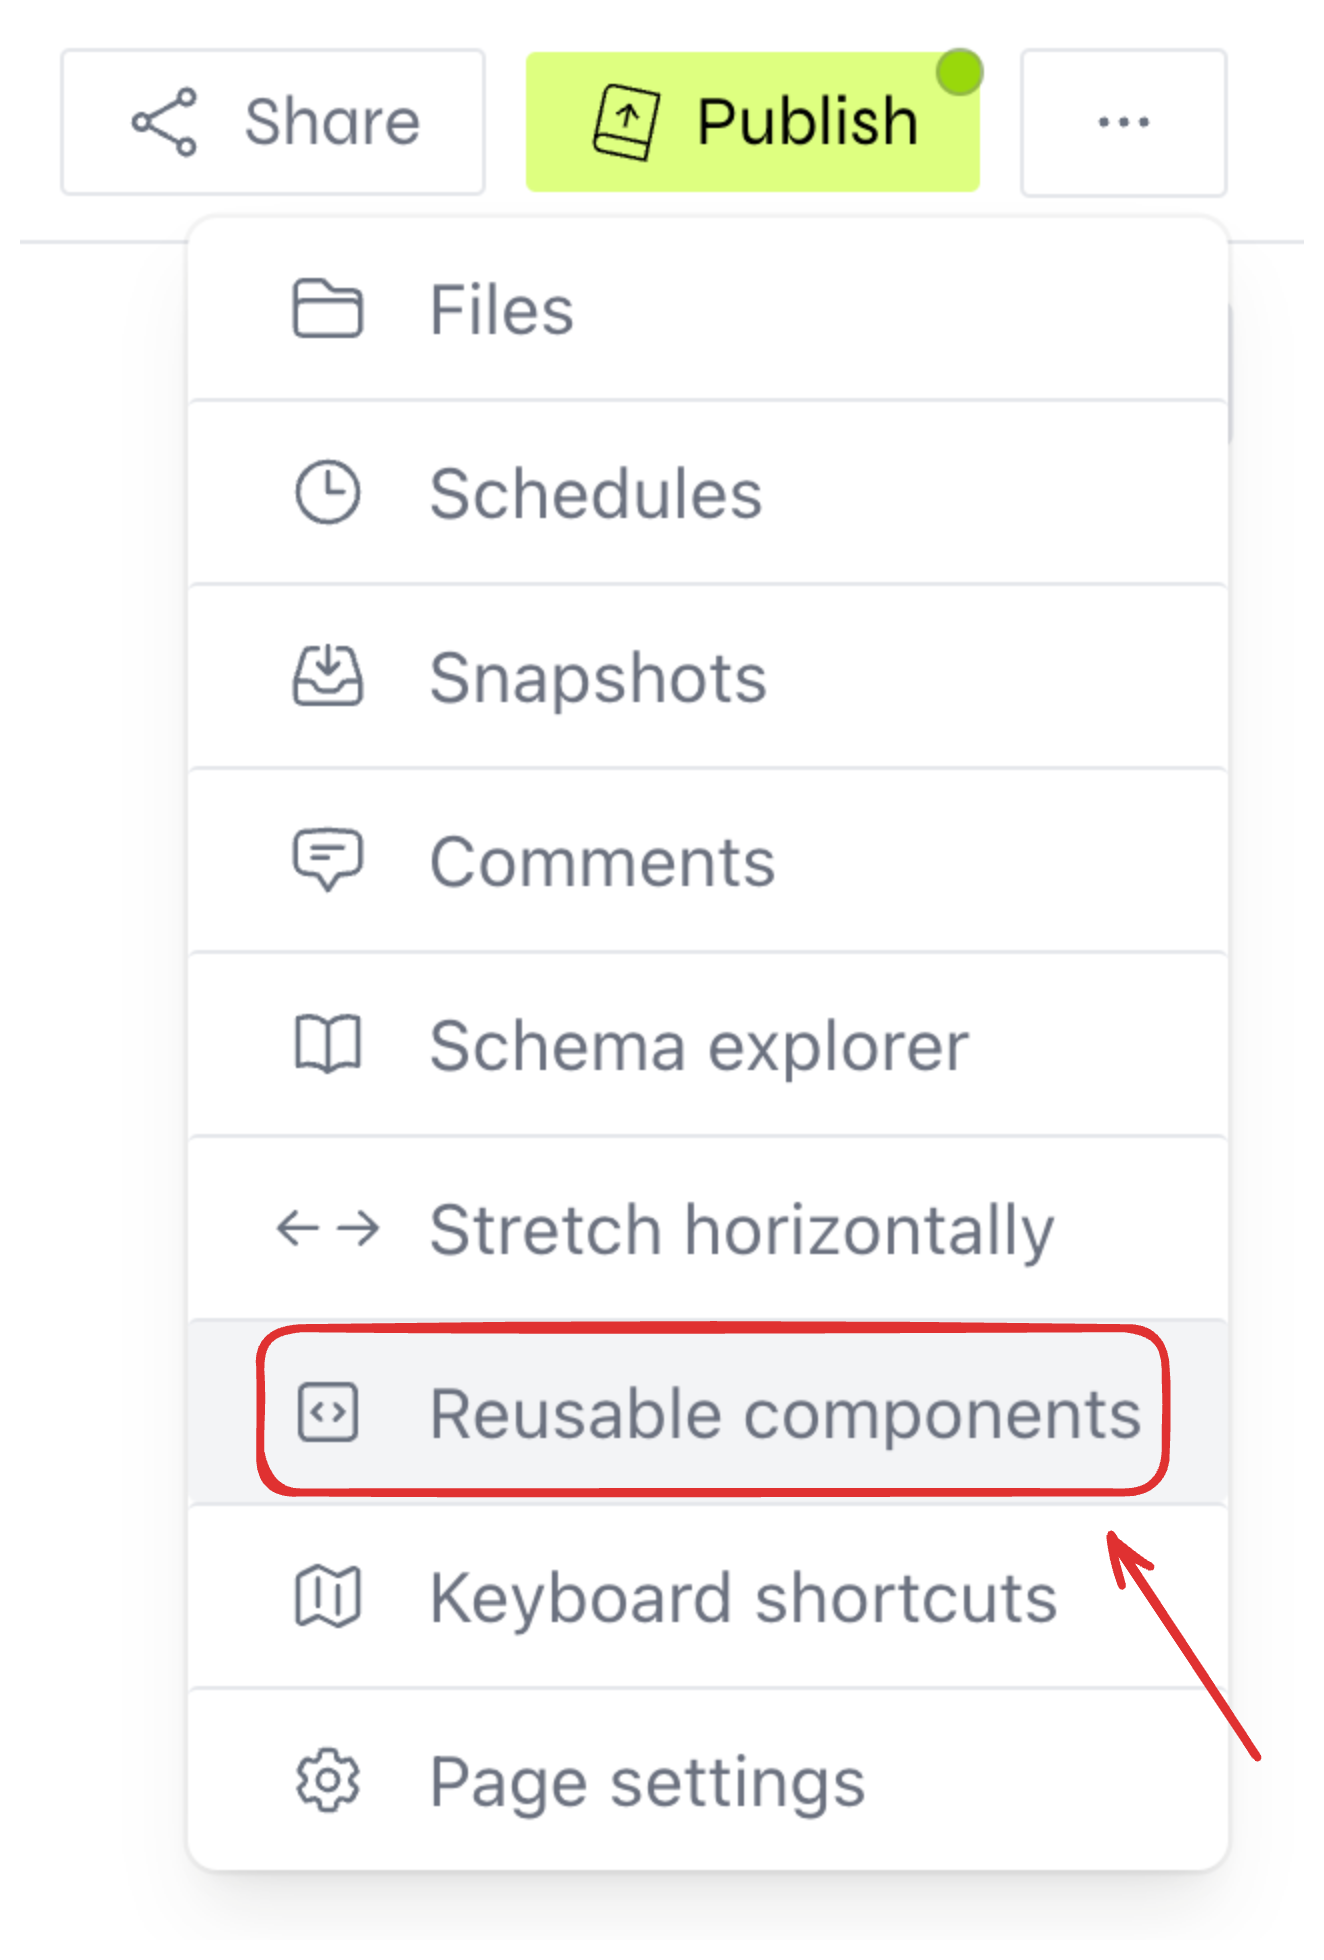 Share
Publish
...
Files
Schedules
Snapshots
Comments
Schema explorer
Stretch horizontally
Reusable components
Keyboard shortcuts
Page settings